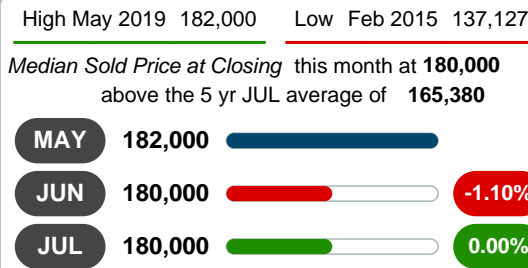 High May 2019 182,000 Low Feb 2015 137,127
Median Sold Price at Closing this month at 180,000
above the 5 yr JUL average of 165,380
MAY 182,000
JUN 180,000 -1.10%
JUL 180,000 0.00%